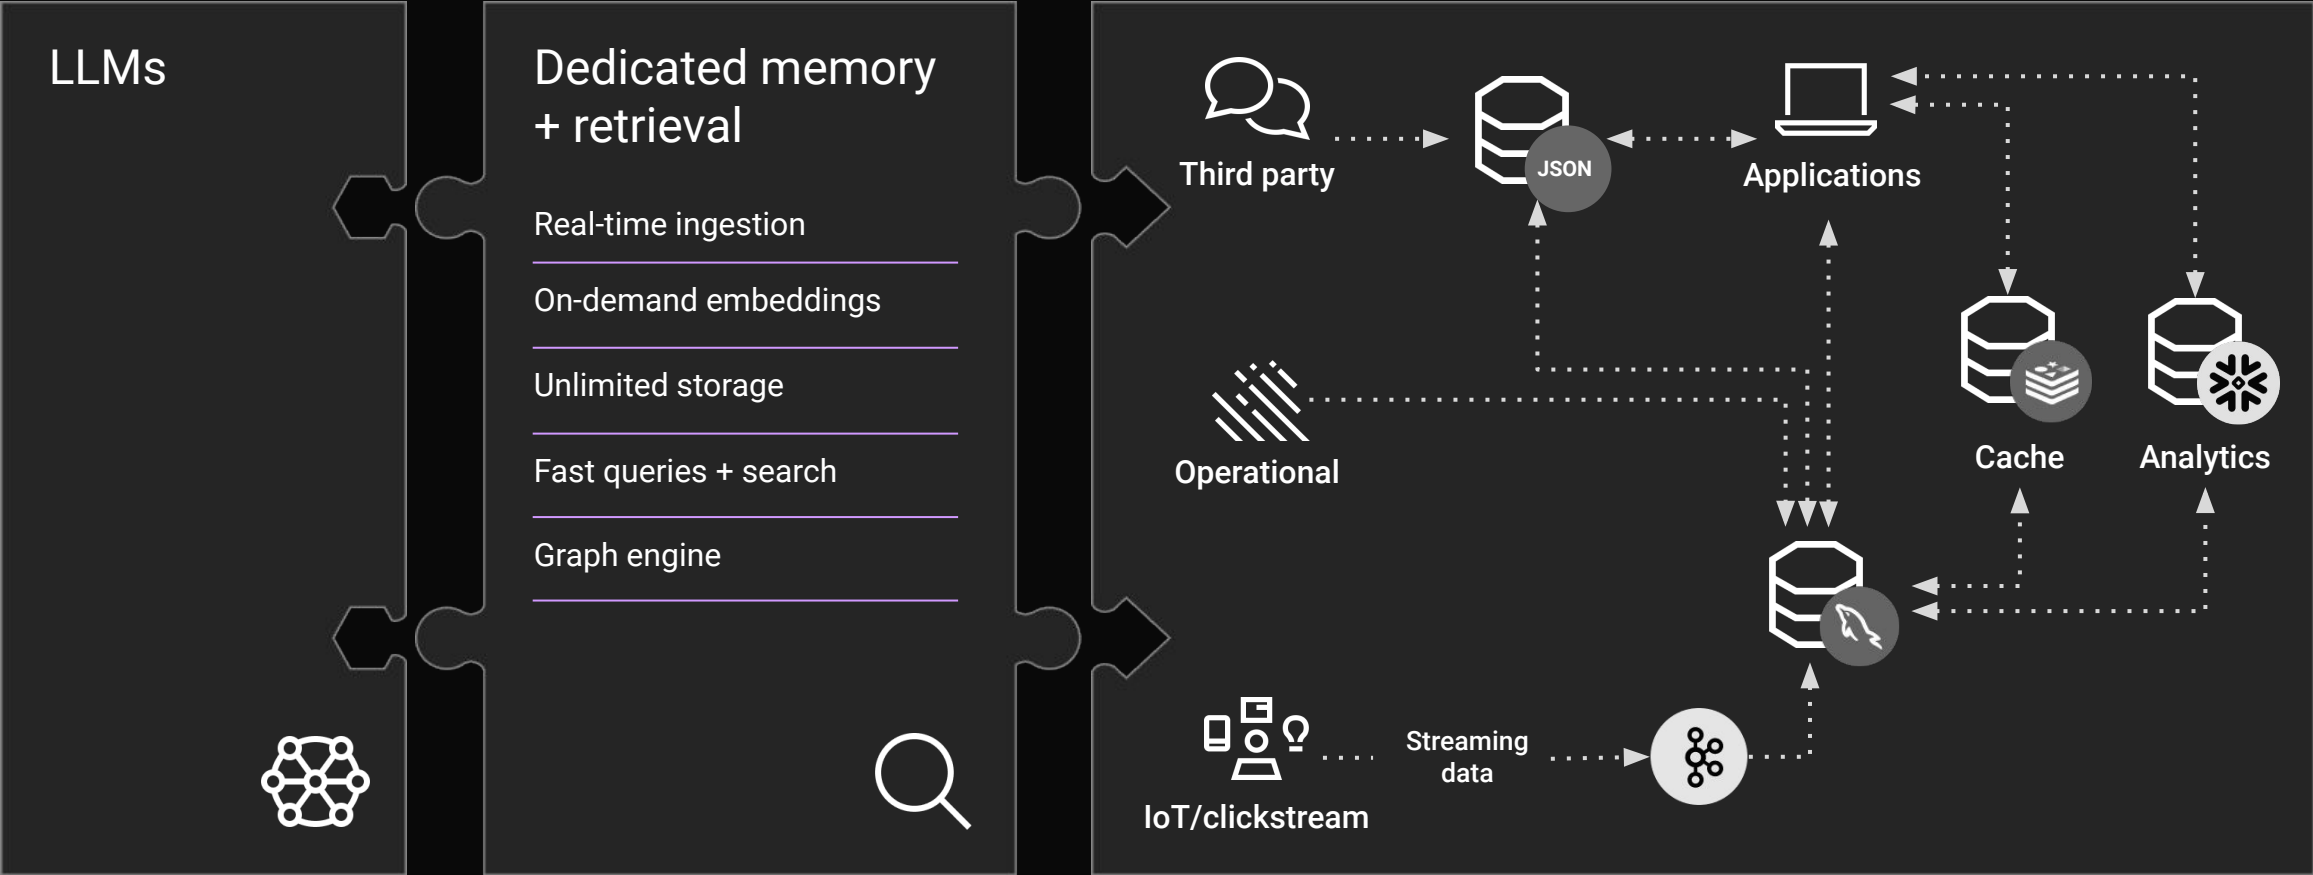 LLMs
Dedicated memory
+ retrieval
Real-time ingestion
On-demand embeddings
Unlimited storage
Fast queries + search
Graph engine
Third party
JSON
Applications
Operational
Cache
Analytics
Streaming
data
IoT/clickstream